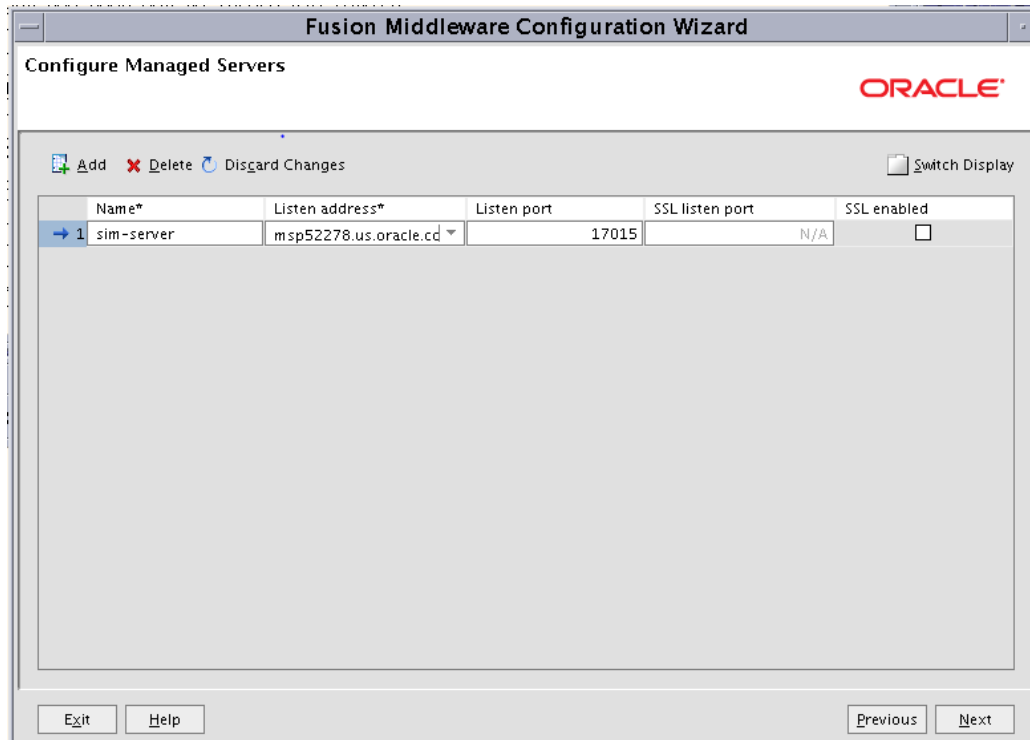 Fusion Middleware Configuration Wizard
Configure Managed Servers
ORACLE
Add Delete Discard Changes Switch Display
Name* Listen address* Listen port SSL listen port SSL enabled
1 sim-server msp52278.us.oracle.co 17015 N/A
Exit Help Previous Next